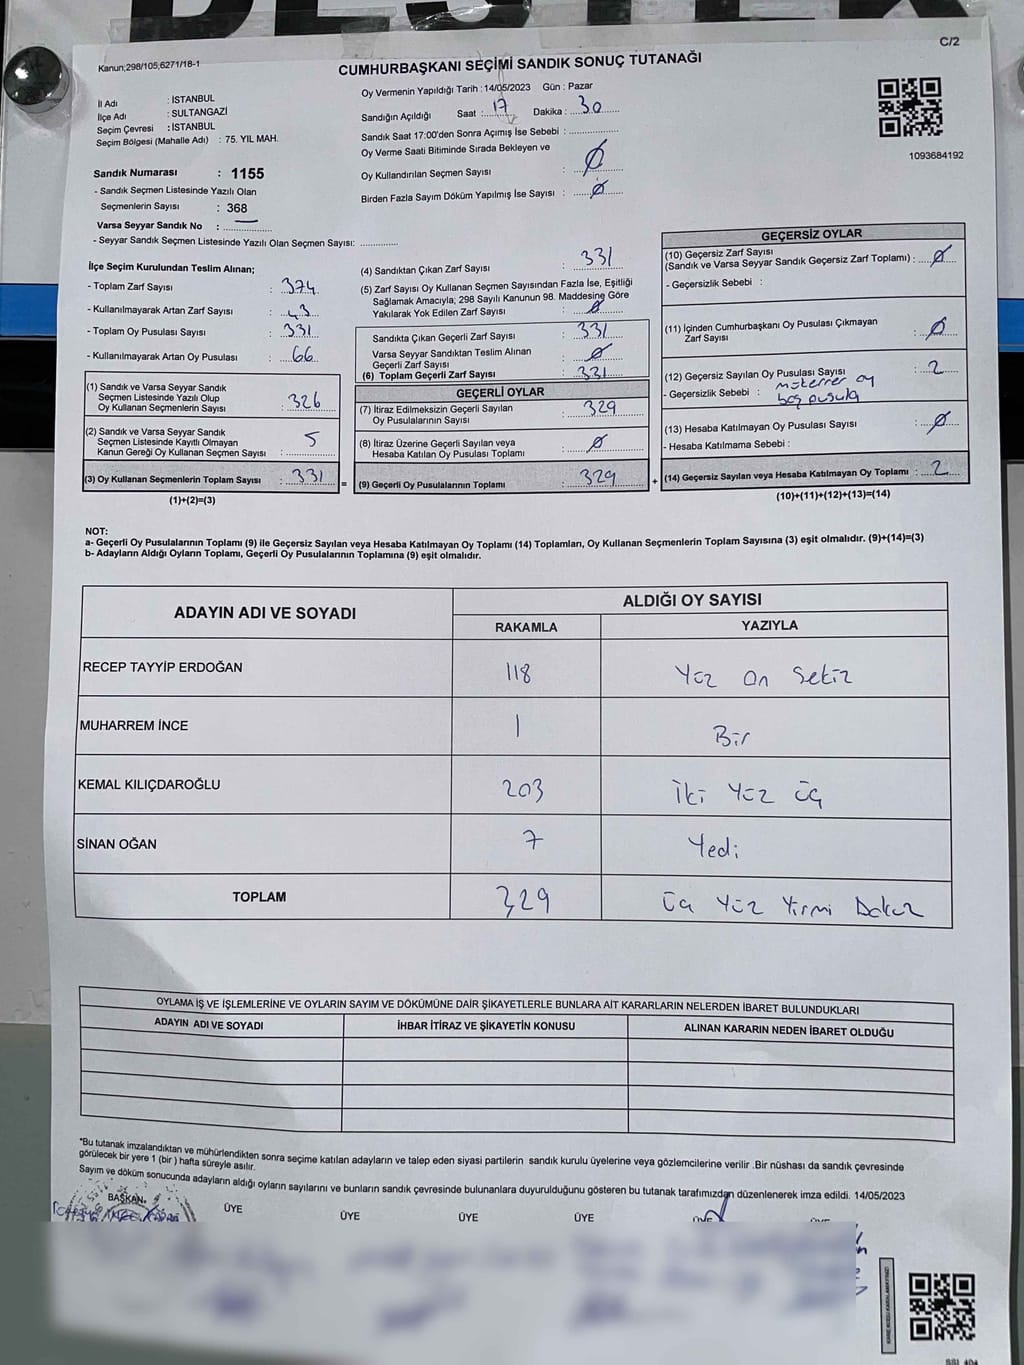 DESTEK
C/2
Kanun;298/105;6271/18-1
CUMHURBAŞKANI SEÇİMİ SANDIK SONUÇ TUTANAĞI
İl Adı : İSTANBUL
İlçe Adı : SULTANGAZİ
Seçim Çevresi : İSTANBUL
Seçim Bölgesi (Mahalle Adı) : 75. YIL MAH.
Sandık Numarası : 1155
- Sandık Seçmen Listesinde Yazılı Olan
Seçmenlerin Sayısı : 368
Varsa Seyyar Sandık No : —
- Seyyar Sandık Seçmen Listesinde Yazılı Olan Seçmen Sayısı: ..............
Oy Vermenin Yapıldığı Tarih : 14/05/2023 Gün : Pazar
Sandığın Açıldığı Saat : 17 Dakika : 30
Sandık Saat 17:00'den Sonra Açımış İse Sebebi : ..................
Oy Verme Saati Bitiminde Sırada Bekleyen ve
Oy Kullandırılan Seçmen Sayısı : Ø
Birden Fazla Sayım Döküm Yapılmış İse Sayısı : Ø
1093684192
İlçe Seçim Kurulundan Teslim Alınan;
- Toplam Zarf Sayısı : 374
- Kullanılmayarak Artan Zarf Sayısı : 43
- Toplam Oy Pusulası Sayısı : 331
- Kullanılmayarak Artan Oy Pusulası : 66
(1) Sandık ve Varsa Seyyar Sandık
Seçmen Listesinde Yazılı Olup
Oy Kullanan Seçmenlerin Sayısı : 326
(2) Sandık ve Varsa Seyyar Sandık
Seçmen Listesinde Kayıtlı Olmayan
Kanun Gereği Oy Kullanan Seçmen Sayısı : 5
(3) Oy Kullanan Seçmenlerin Toplam Sayısı : 331
(1)+(2)=(3)
=
(4) Sandıktan Çıkan Zarf Sayısı : 331
(5) Zarf Sayısı Oy Kullanan Seçmen Sayısından Fazla İse, Eşitliği
Sağlamak Amacıyla; 298 Sayılı Kanunun 98. Maddesine Göre
Yakılarak Yok Edilen Zarf Sayısı : Ø
Sandıkta Çıkan Geçerli Zarf Sayısı : 331
Varsa Seyyar Sandıktan Teslim Alınan
Geçerli Zarf Sayısı : Ø
(6) Toplam Geçerli Zarf Sayısı : 331
GEÇERLİ OYLAR
(7) İtiraz Edilmeksizin Geçerli Sayılan
Oy Pusulalarının Sayısı : 329
(8) İtiraz Üzerine Geçerli Sayılan veya
Hesaba Katılan Oy Pusulası Toplamı : Ø
(9) Geçerli Oy Pusulalarının Toplamı : 329
+
GEÇERSİZ OYLAR
(10) Geçersiz Zarf Sayısı
(Sandık ve Varsa Seyyar Sandık Geçersiz Zarf Toplamı) : Ø
- Geçersizlik Sebebi :
(11) İçinden Cumhurbaşkanı Oy Pusulası Çıkmayan
Zarf Sayısı : Ø
(12) Geçersiz Sayılan Oy Pusulası Sayısı : 2
- Geçersizlik Sebebi : mükerrer oy
boş pusula
(13) Hesaba Katılmayan Oy Pusulası Sayısı : Ø
- Hesaba Katılmama Sebebi :
(14) Geçersiz Sayılan veya Hesaba Katılmayan Oy Toplamı : 2
(10)+(11)+(12)+(13)=(14)
NOT:
a- Geçerli Oy Pusulalarının Toplamı (9) ile Geçersiz Sayılan veya Hesaba Katılmayan Oy Toplamı (14) Toplamları, Oy Kullanan Seçmenlerin Toplam Sayısına (3) eşit olmalıdır. (9)+(14)=(3)
b- Adayların Aldığı Oyların Toplamı, Geçerli Oy Pusulalarının Toplamına (9) eşit olmalıdır.
ADAYIN ADI VE SOYADI
ALDIĞI OY SAYISI
RAKAMLA YAZIYLA
RECEP TAYYİP ERDOĞAN 118 Yüz On Sekiz
MUHARREM İNCE 1 Bir
KEMAL KILIÇDAROĞLU 203 İki Yüz Üç
SİNAN OĞAN 7 Yedi
TOPLAM 329 Üç Yüz Yirmi Dokuz
OYLAMA İŞ VE İŞLEMLERİNE VE OYLARIN SAYIM VE DÖKÜMÜNE DAİR ŞİKAYETLERLE BUNLARA AİT KARARLARIN NELERDEN İBARET BULUNDUKLARI
ADAYIN ADI VE SOYADI İHBAR İTİRAZ VE ŞİKAYETİN KONUSU ALINAN KARARIN NEDEN İBARET OLDUĞU
*Bu tutanak imzalandıktan ve mühürlendikten sonra seçime katılan adayların ve talep eden siyasi partilerin sandık kurulu üyelerine veya gözlemcilerine verilir .Bir nüshası da sandık çevresinde
görülecek bir yere 1 (bir ) hafta süreyle asılır.
Sayım ve döküm sonucunda adayların aldığı oyların sayılarını ve bunların sandık çevresinde bulunanlara duyurulduğunu gösteren bu tutanak tarafımızdan düzenlenerek imza edildi. 14/05/2023
BAŞKAN ÜYE ÜYE ÜYE ÜYE ÜYE